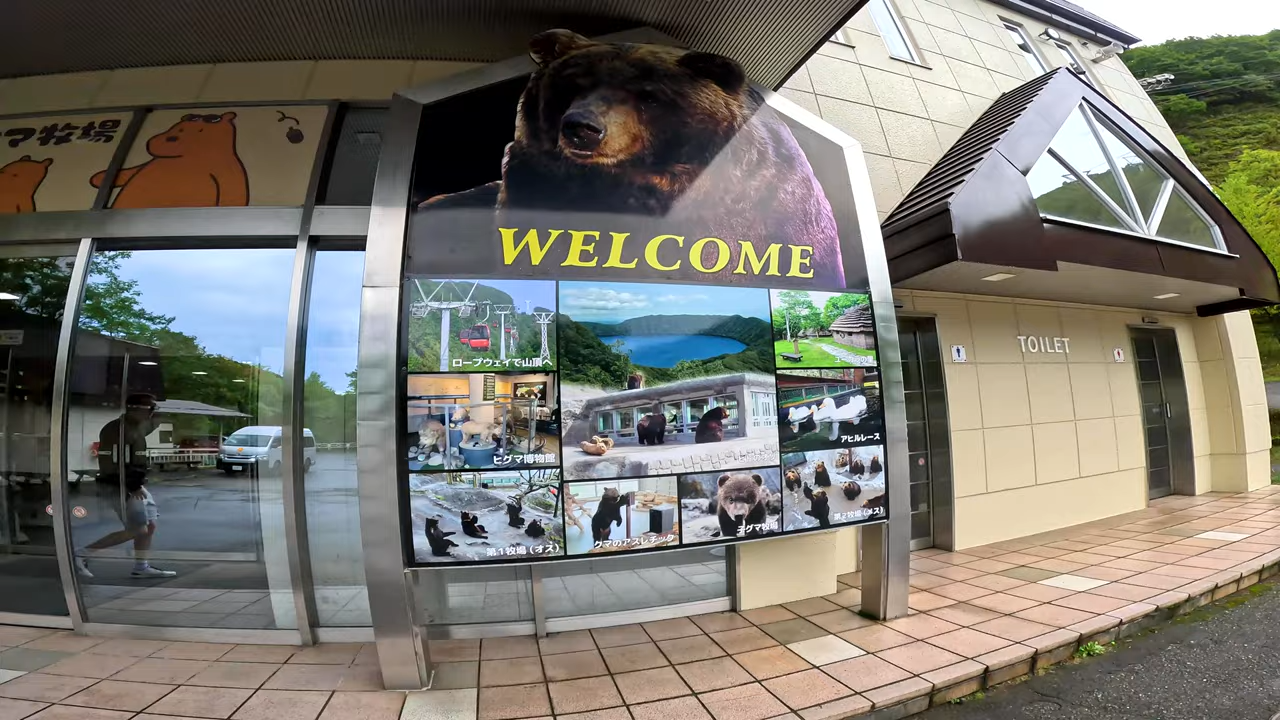 マ牧場
WELCOME
ロープウェイで山頂へ
ヒグマ博物館
アヒルレース
第1牧場(オス)
クマのアスレチック
子グマ牧場
第2牧場(メス)
TOILET